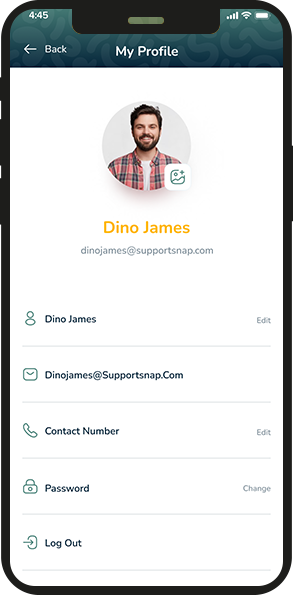 4:45
Back
My Profile
Dino James
dinojames@supportsnap.com
Dino James
Edit
Dinojames@Supportsnap.Com
Contact Number
Edit
Password
Change
Log Out